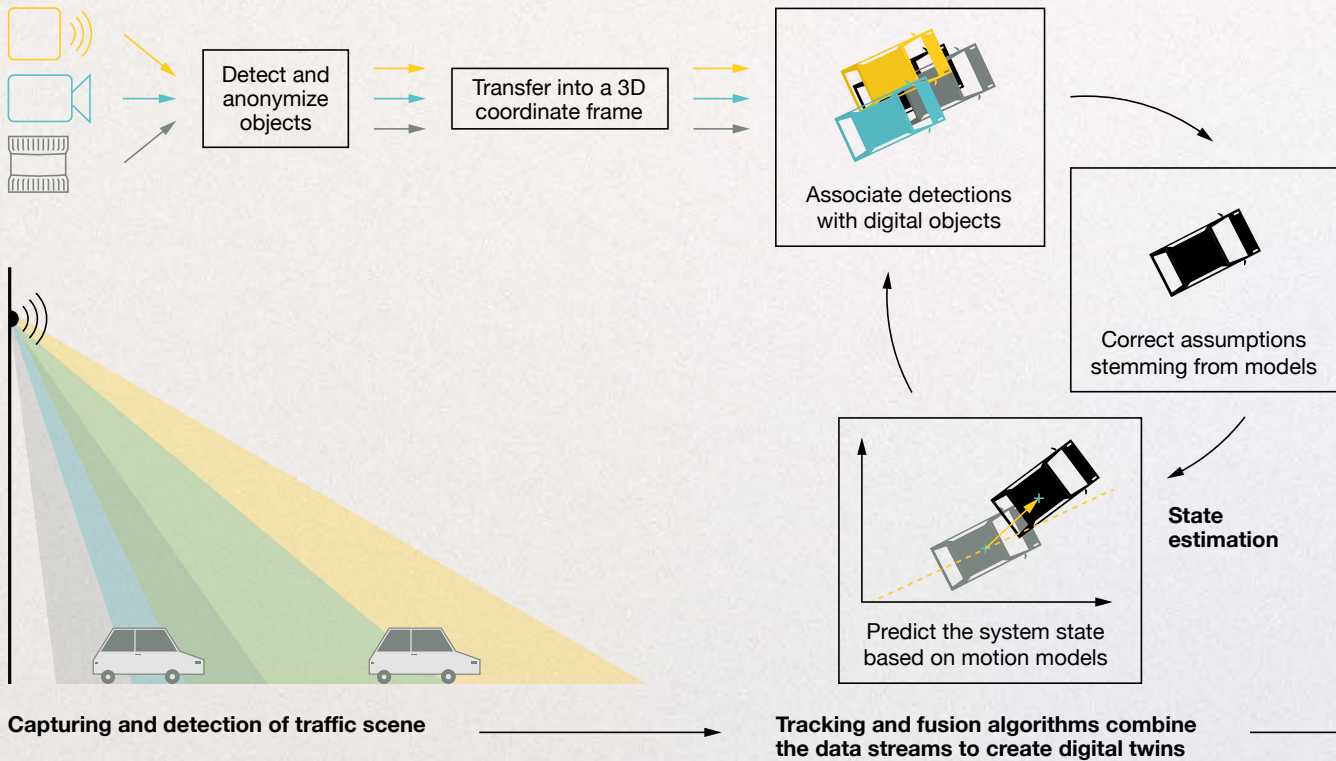 Detect and
anonymize
objects
Transfer into a 3D
coordinate frame
Associate detections
with digital objects
Correct assumptions
stemming from models
Predict the system state
based on motion models
State
estimation
Capturing and detection of traffic scene
Tracking and fusion algorithms combine
the data streams to create digital twins